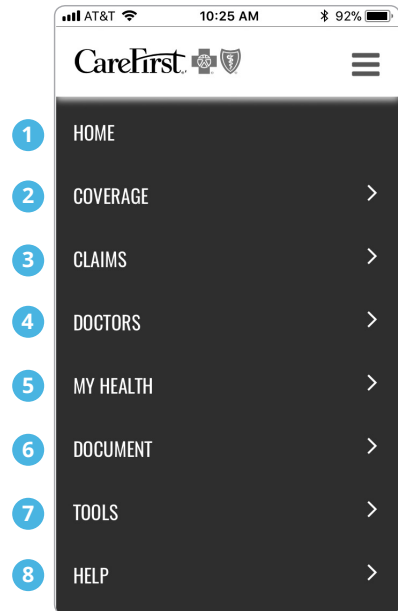 AT&T 10:25 AM 92%
CareFirst
1 HOME
2 COVERAGE
3 CLAIMS
4 DOCTORS
5 MY HEALTH
6 DOCUMENT
7 TOOLS
8 HELP